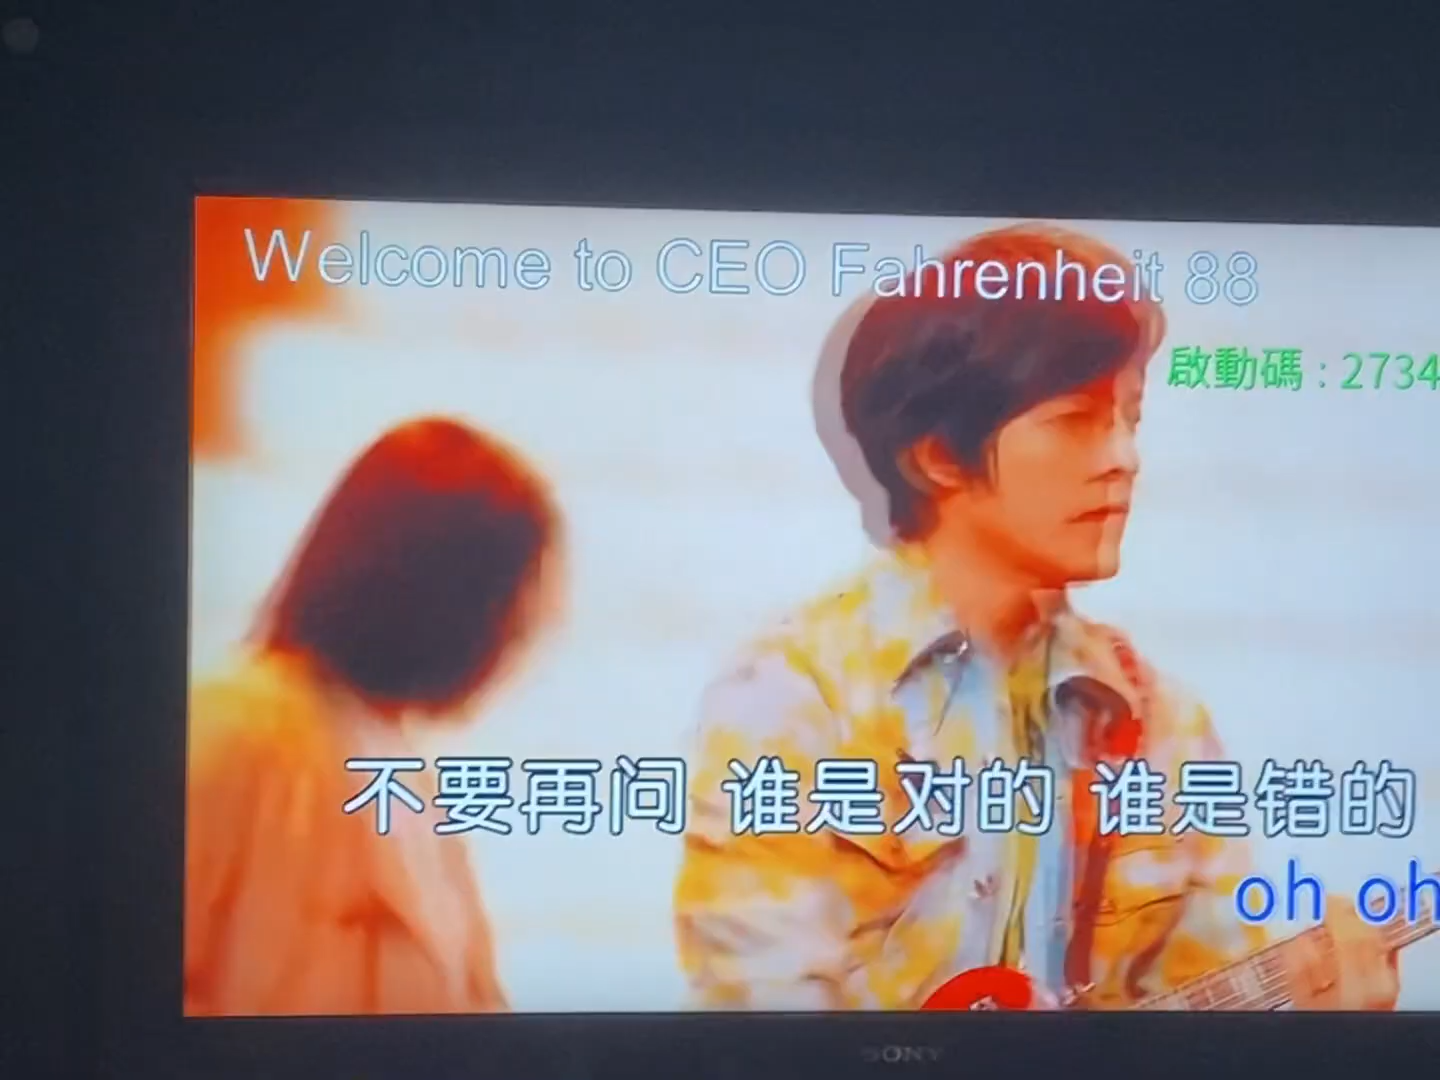 Welcome to CEO Fahrenheit 88
啟動碼 : 2734
不要再问 谁是对的 谁是错的
oh oh
SONY